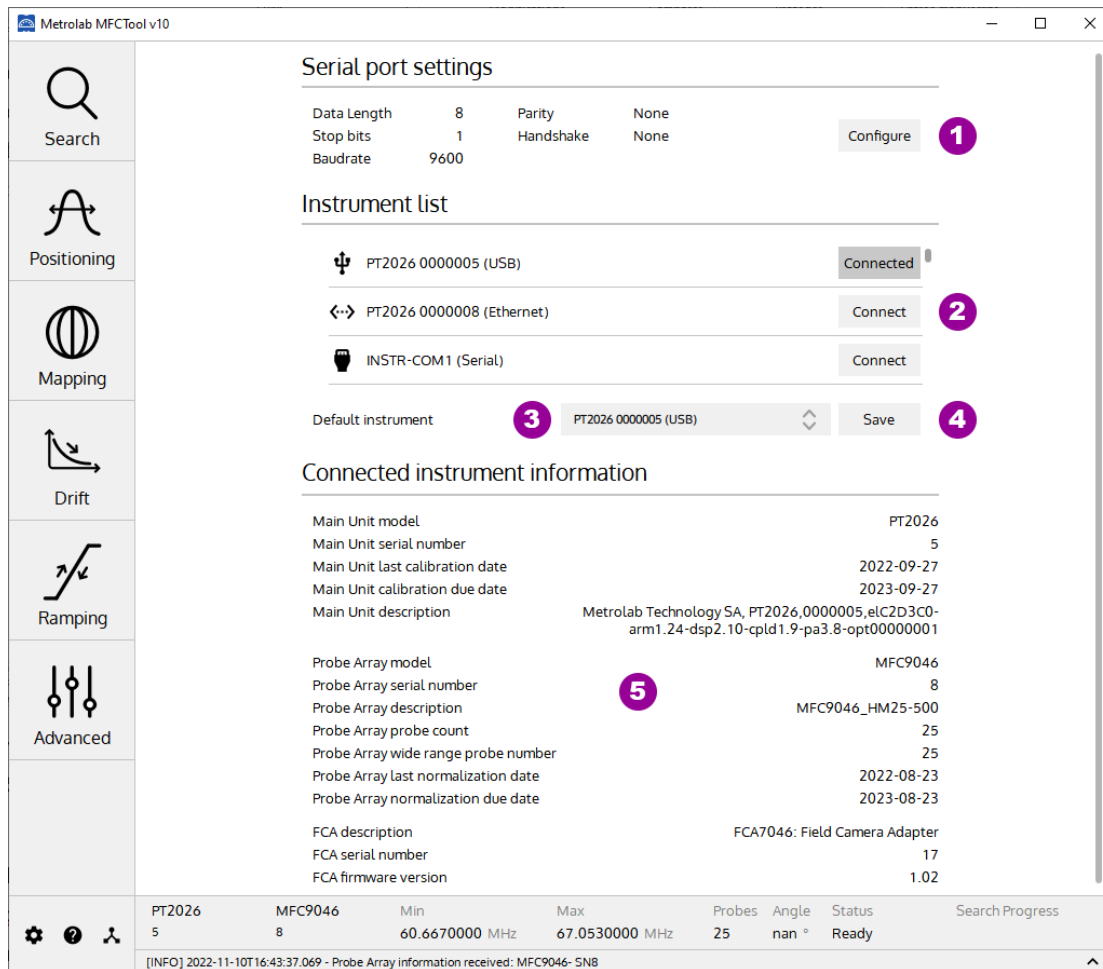 Metrolab MFCTool v10
Search
Positioning
Mapping
Drift
Ramping
Advanced
Serial port settings
Data Length 8 Parity None
Stop bits 1 Handshake None
Baudrate 9600
Configure
1
Instrument list
PT2026 0000005 (USB) Connected
PT2026 0000008 (Ethernet) Connect 2
INSTR-COM1 (Serial) Connect
Default instrument 3 PT2026 0000005 (USB) Save 4
Connected instrument information
Main Unit model PT2026
Main Unit serial number 5
Main Unit last calibration date 2022-09-27
Main Unit calibration due date 2023-09-27
Main Unit description Metrolab Technology SA, PT2026,0000005,elC2D3C0-
arm1.24-dsp2.10-cpld1.9-pa3.8-opt00000001
Probe Array model MFC9046
Probe Array serial number 8
5
Probe Array description MFC9046_HM25-500
Probe Array probe count 25
Probe Array wide range probe number 25
Probe Array last normalization date 2022-08-23
Probe Array normalization due date 2023-08-23
FCA description FCA7046: Field Camera Adapter
FCA serial number 17
FCA firmware version 1.02
PT2026 MFC9046 Min Max Probes Angle Status Search Progress
5 8 60.6670000 MHz 67.0530000 MHz 25 nan ° Ready
[INFO] 2022-11-10T16:43:37.069 - Probe Array information received: MFC9046- SN8